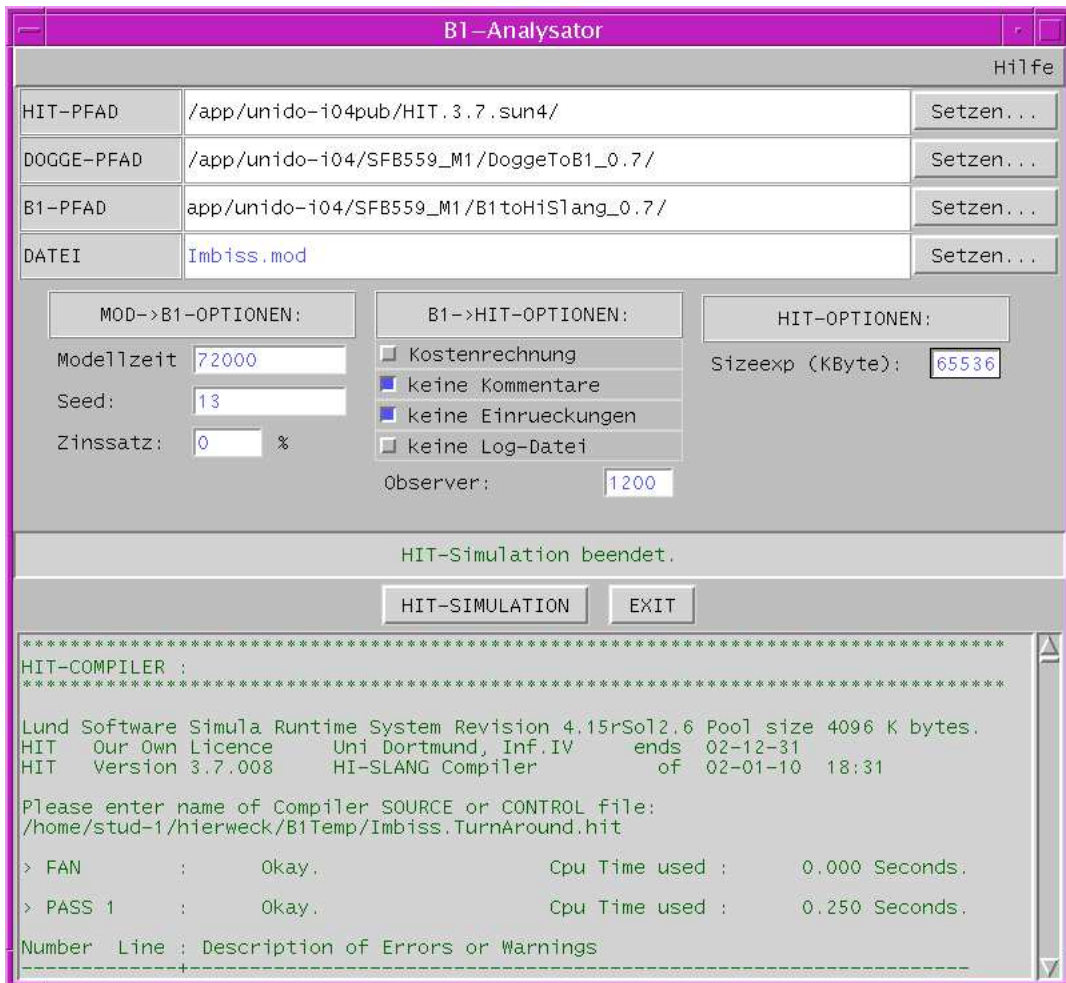 B1-Analysator
Hilfe
HIT-PFAD /app/unido-i04pub/HIT.3.7.sun4/ Setzen...
DOGGE-PFAD /app/unido-i04/SFB559_M1/DoggeToB1_0.7/ Setzen...
B1-PFAD app/unido-i04/SFB559_M1/B1toHiSlang_0.7/ Setzen...
DATEI Imbiss.mod Setzen...
MOD->B1-OPTIONEN: B1->HIT-OPTIONEN: HIT-OPTIONEN:
Modellzeit 72000 Kostenrechnung Sizeexp (KByte): 65536
keine Kommentare
Seed: 13 keine Einrueckungen
Zinssatz: 0 % keine Log-Datei
Observer: 1200
HIT-Simulation beendet.
HIT-SIMULATION EXIT
**********************************************************************************
HIT-COMPILER :
**********************************************************************************
Lund Software Simula Runtime System Revision 4.15rSol2.6 Pool size 4096 K bytes.
HIT Our Own Licence Uni Dortmund, Inf.IV ends 02-12-31
HIT Version 3.7.008 HI-SLANG Compiler of 02-01-10 18:31
Please enter name of Compiler SOURCE or CONTROL file:
/home/stud-1/hierweck/B1Temp/Imbiss.TurnAround.hit
> FAN : Okay. Cpu Time used : 0.000 Seconds.
> PASS 1 : Okay. Cpu Time used : 0.250 Seconds.
Number Line : Description of Errors or Warnings
-------------+-----------------------------------------------------------------